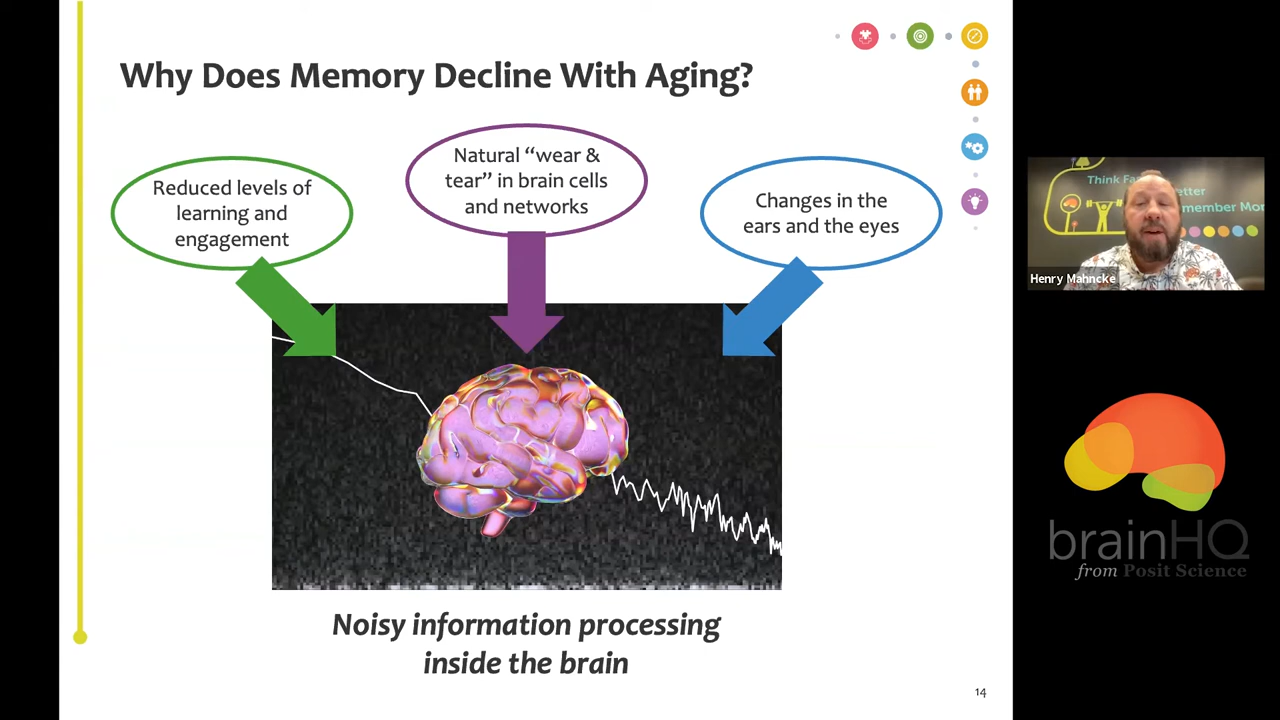 Why Does Memory Decline With Aging?
Reduced levels of
learning and
engagement
Natural “wear &
tear” in brain cells
and networks
Changes in the
ears and the eyes
Noisy information processing
inside the brain
14
Think
Henry Mahncke
brainHQ
from Posit Science